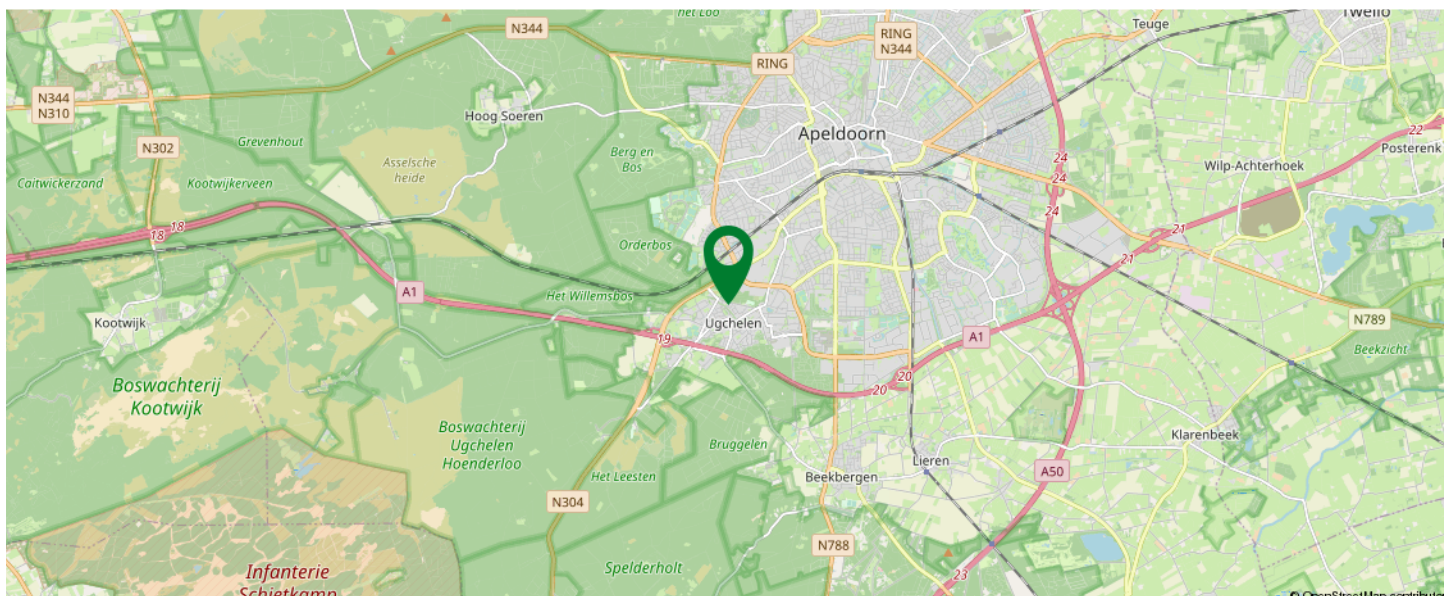 het Loo
Teuge
Twello
N344
RING
N344
RING
N344
N310
Hoog Soeren
Apeldoorn
22
Posterenk
N302
Grevenhout
Asselsche
heide
Berg en
Bos
24
24
24
Wilp-Achterhoek
Caitwickerzand
Kootwijkerveen
18
18
21
21
Orderbos
A1
Het Willemsbos
Kootwijk
Ugchelen
19
A1
N789
Beekzicht
Boswachterij
Kootwijk
20
20
Boswachterij
Ugchelen
Hoenderloo
Bruggelen
Klarenbeek
Lieren
Beekbergen
A50
Het Leesten
N304
N788
Spelderholt
23
Infanterie
Schietkamp
© OpenStreetMap contributor